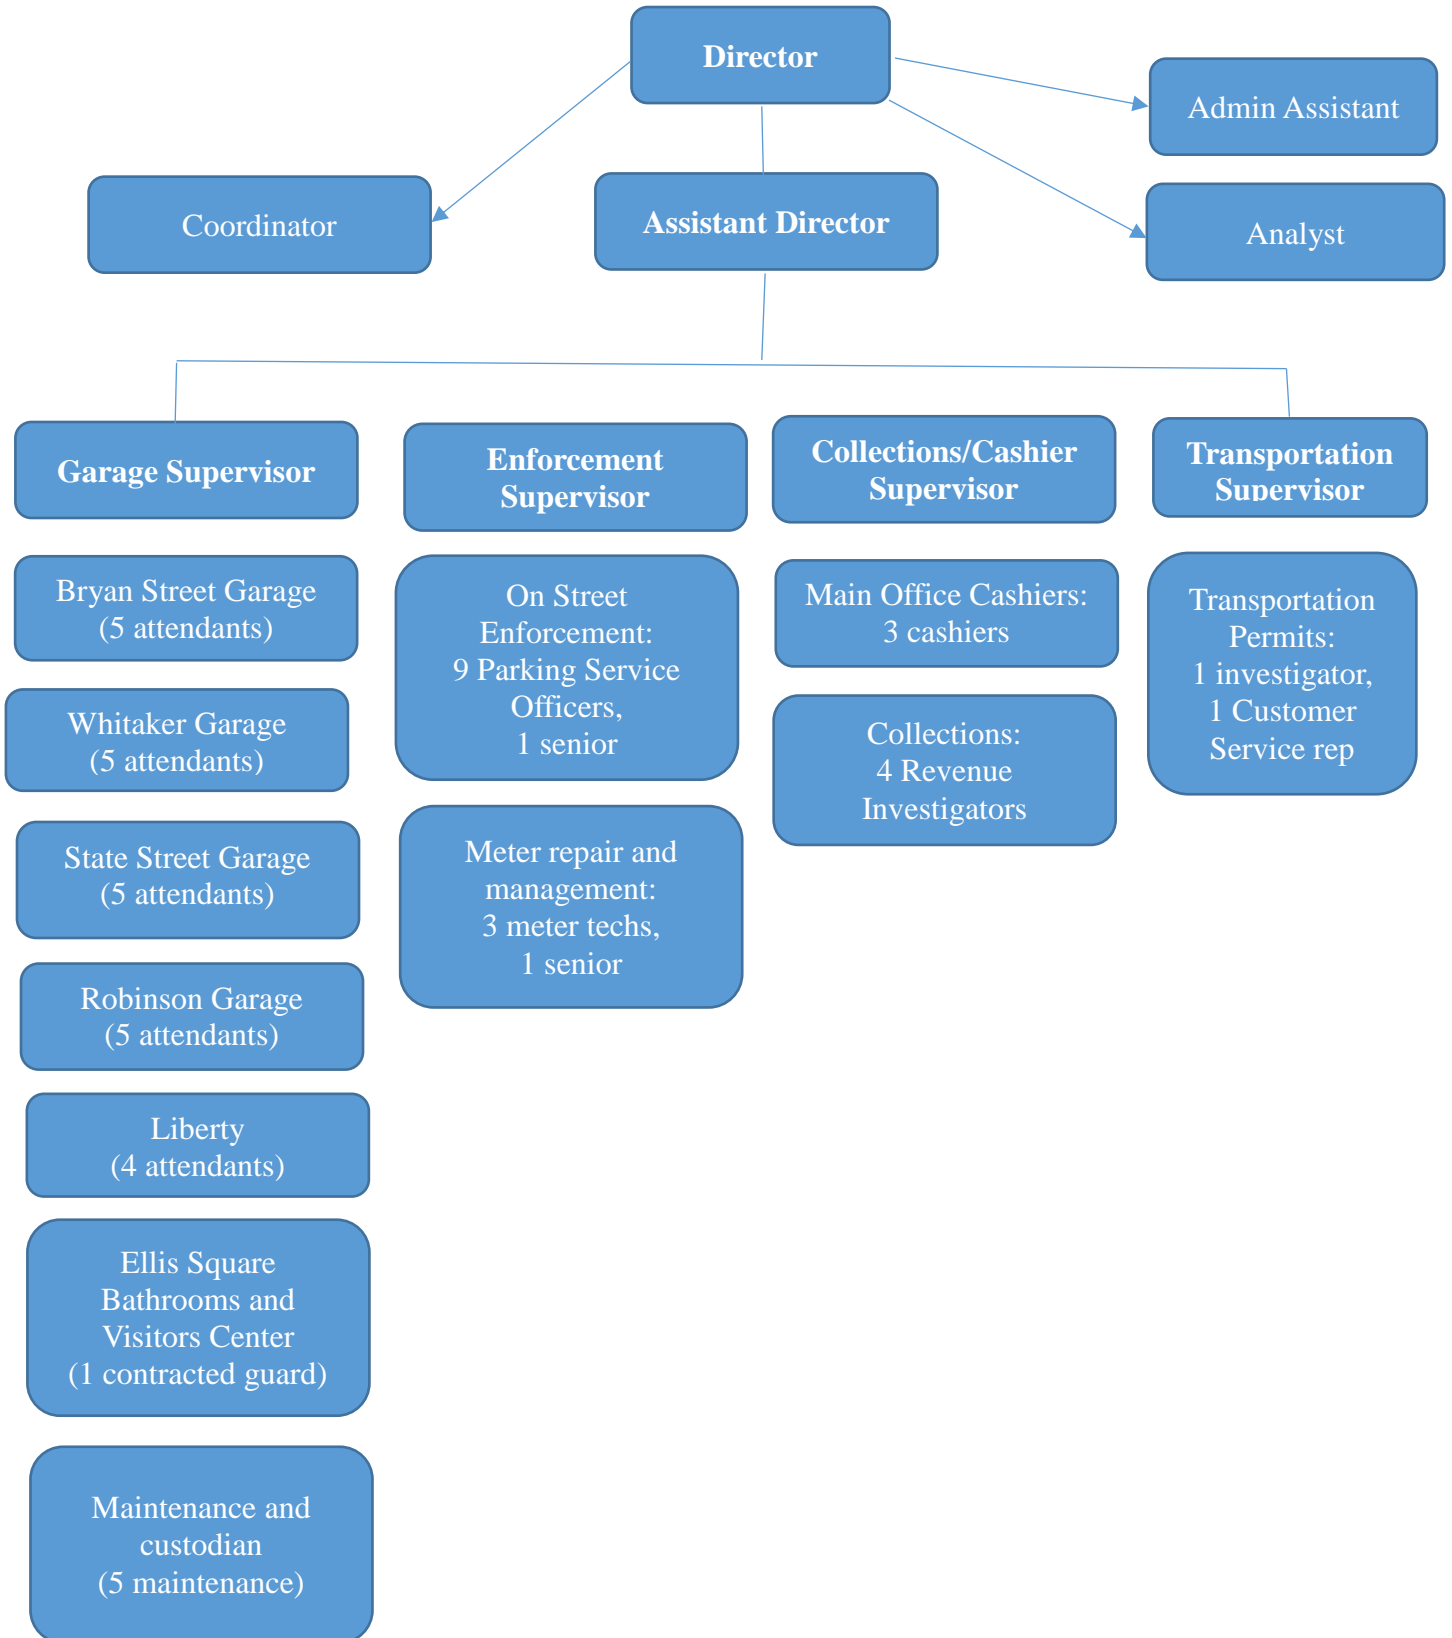 Director
Admin Assistant
Coordinator
Assistant Director
Analyst
Garage Supervisor
Enforcement
Supervisor
Collections/Cashier
Supervisor
Transportation
Supervisor
Bryan Street Garage
(5 attendants)
Whitaker Garage
(5 attendants)
State Street Garage
(5 attendants)
Robinson Garage
(5 attendants)
Liberty
(4 attendants)
Ellis Square
Bathrooms and
Visitors Center
(1 contracted guard)
Maintenance and
custodian
(5 maintenance)
On Street
Enforcement:
9 Parking Service
Officers,
1 senior
Meter repair and
management:
3 meter techs,
1 senior
Main Office Cashiers:
3 cashiers
Collections:
4 Revenue
Investigators
Transportation
Permits:
1 investigator,
1 Customer
Service rep